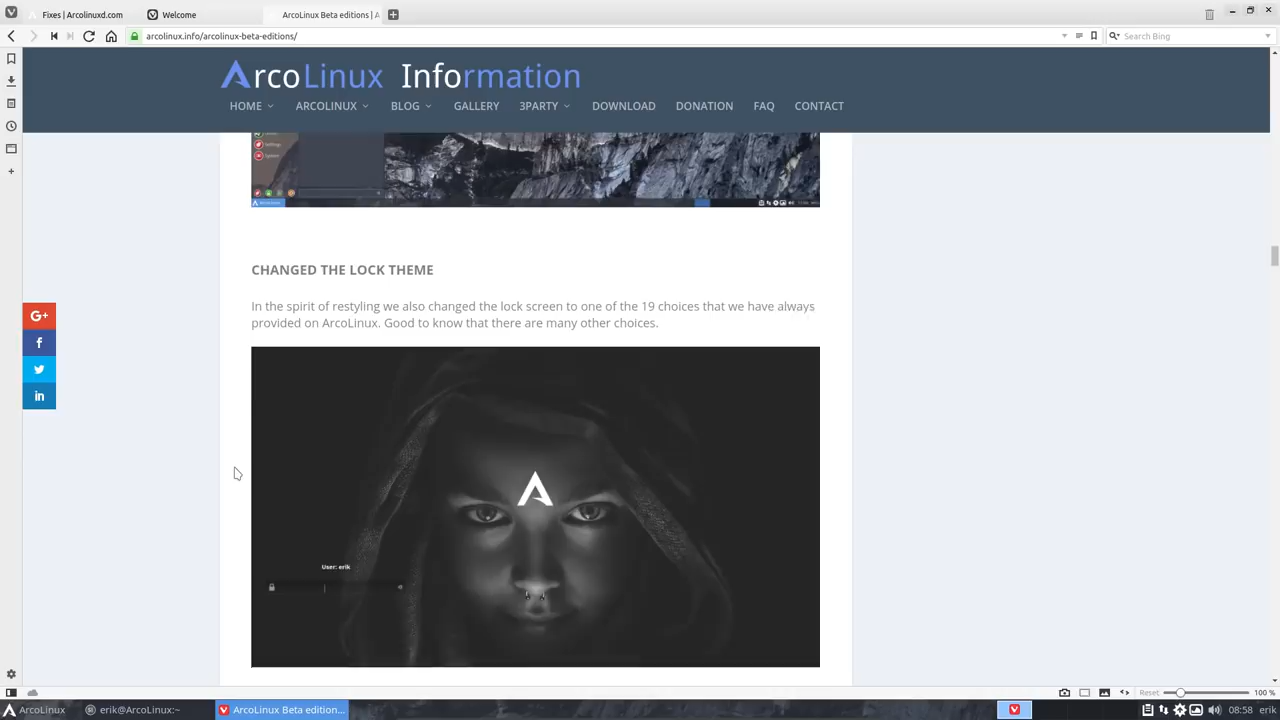 Fixes | Arcolinuxd.com
Welcome
ArcoLinux Beta editions | A
arcolinux.info/arcolinux-beta-editions/
Search Bing
ArcoLinux Information
HOME
ARCOLINUX
BLOG
GALLERY
3PARTY
DOWNLOAD
DONATION
FAQ
CONTACT
Settings
System
CHANGED THE LOCK THEME
In the spirit of restyling we also changed the lock screen to one of the 19 choices that we have always
provided on ArcoLinux. Good to know that there are many other choices.
G+
f
in
User: erik
Reset
100 %
ArcoLinux
erik@ArcoLinux:~
ArcoLinux Beta edition...
08:58
erik